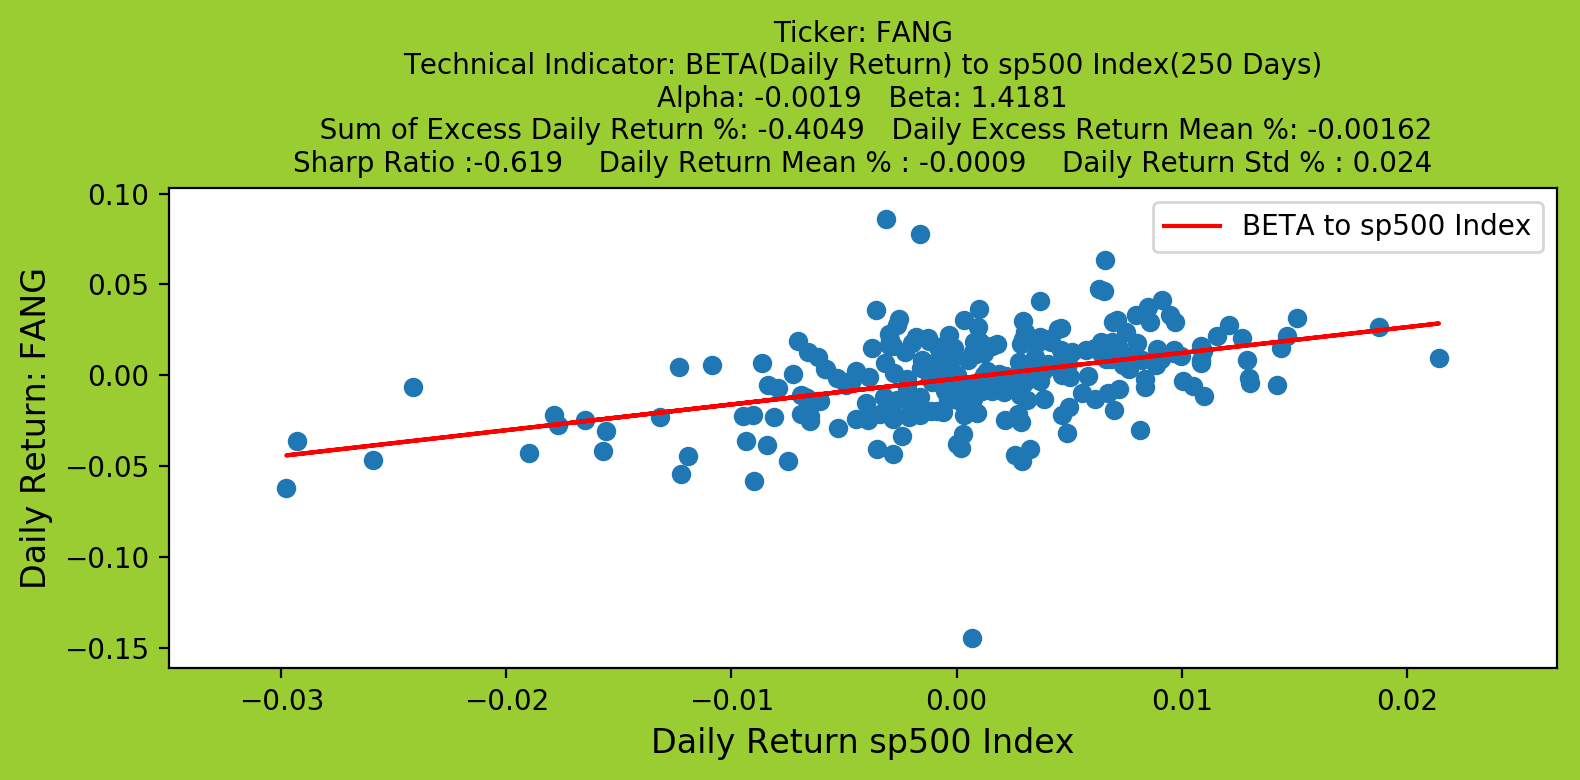 Ticker: FANG
Technical Indicator: BETA(Daily Return) to sp500 Index(250 Days)
Alpha: -0.0019   Beta: 1.4181
Sum of Excess Daily Return %: -0.4049   Daily Excess Return Mean %: -0.00162
Sharp Ratio :-0.619    Daily Return Mean % : -0.0009    Daily Return Std % : 0.024
BETA to sp500 Index
Daily Return: FANG
0.10
0.05
0.00
−0.05
−0.10
−0.15
−0.03
−0.02
−0.01
0.00
0.01
0.02
Daily Return sp500 Index